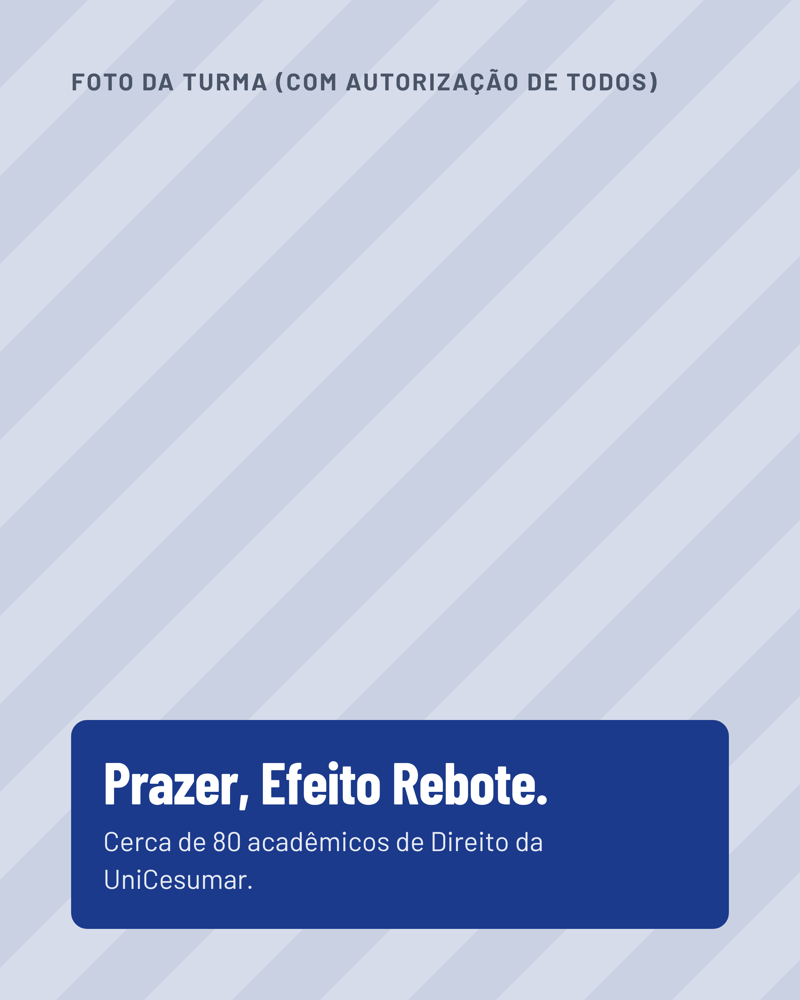 FOTO DA TURMA (COM AUTORIZAÇÃO DE TODOS)
Prazer, Efeito Rebote.
Cerca de 80 acadêmicos de Direito da
UniCesumar.